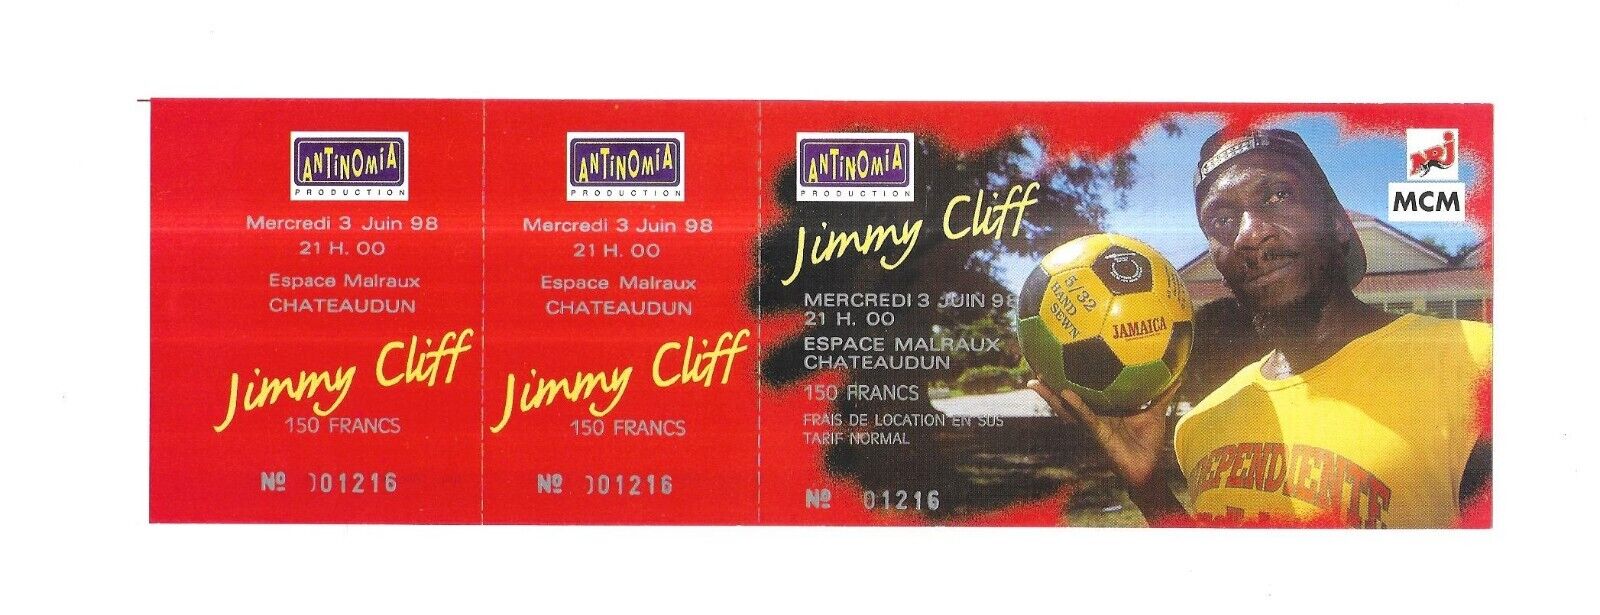 ANTiNOMiA
PRODUCTION
Mercredi 3 Juin 98
21 H. 00
Espace Malraux
CHATEAUDUN
Jimmy Cliff
150 FRANCS
Nº 001216
ANTiNOMiA
PRODUCTION
Mercredi 3 Juin 98
21 H. 00
Espace Malraux
CHATEAUDUN
Jimmy Cliff
150 FRANCS
Nº 001216
ANTiNOMiA
PRODUCTION
Jimmy Cliff
MERCREDI 3 JUIN 98
21 H. 00
ESPACE MALRAUX
CHATEAUDUN
150 FRANCS
FRAIS DE LOCATION EN SUS
TARIF NORMAL
Nº 01216
5/32
HAND
SEWN
JAMAICA
NRJ
MCM
INDEPENDIENTE